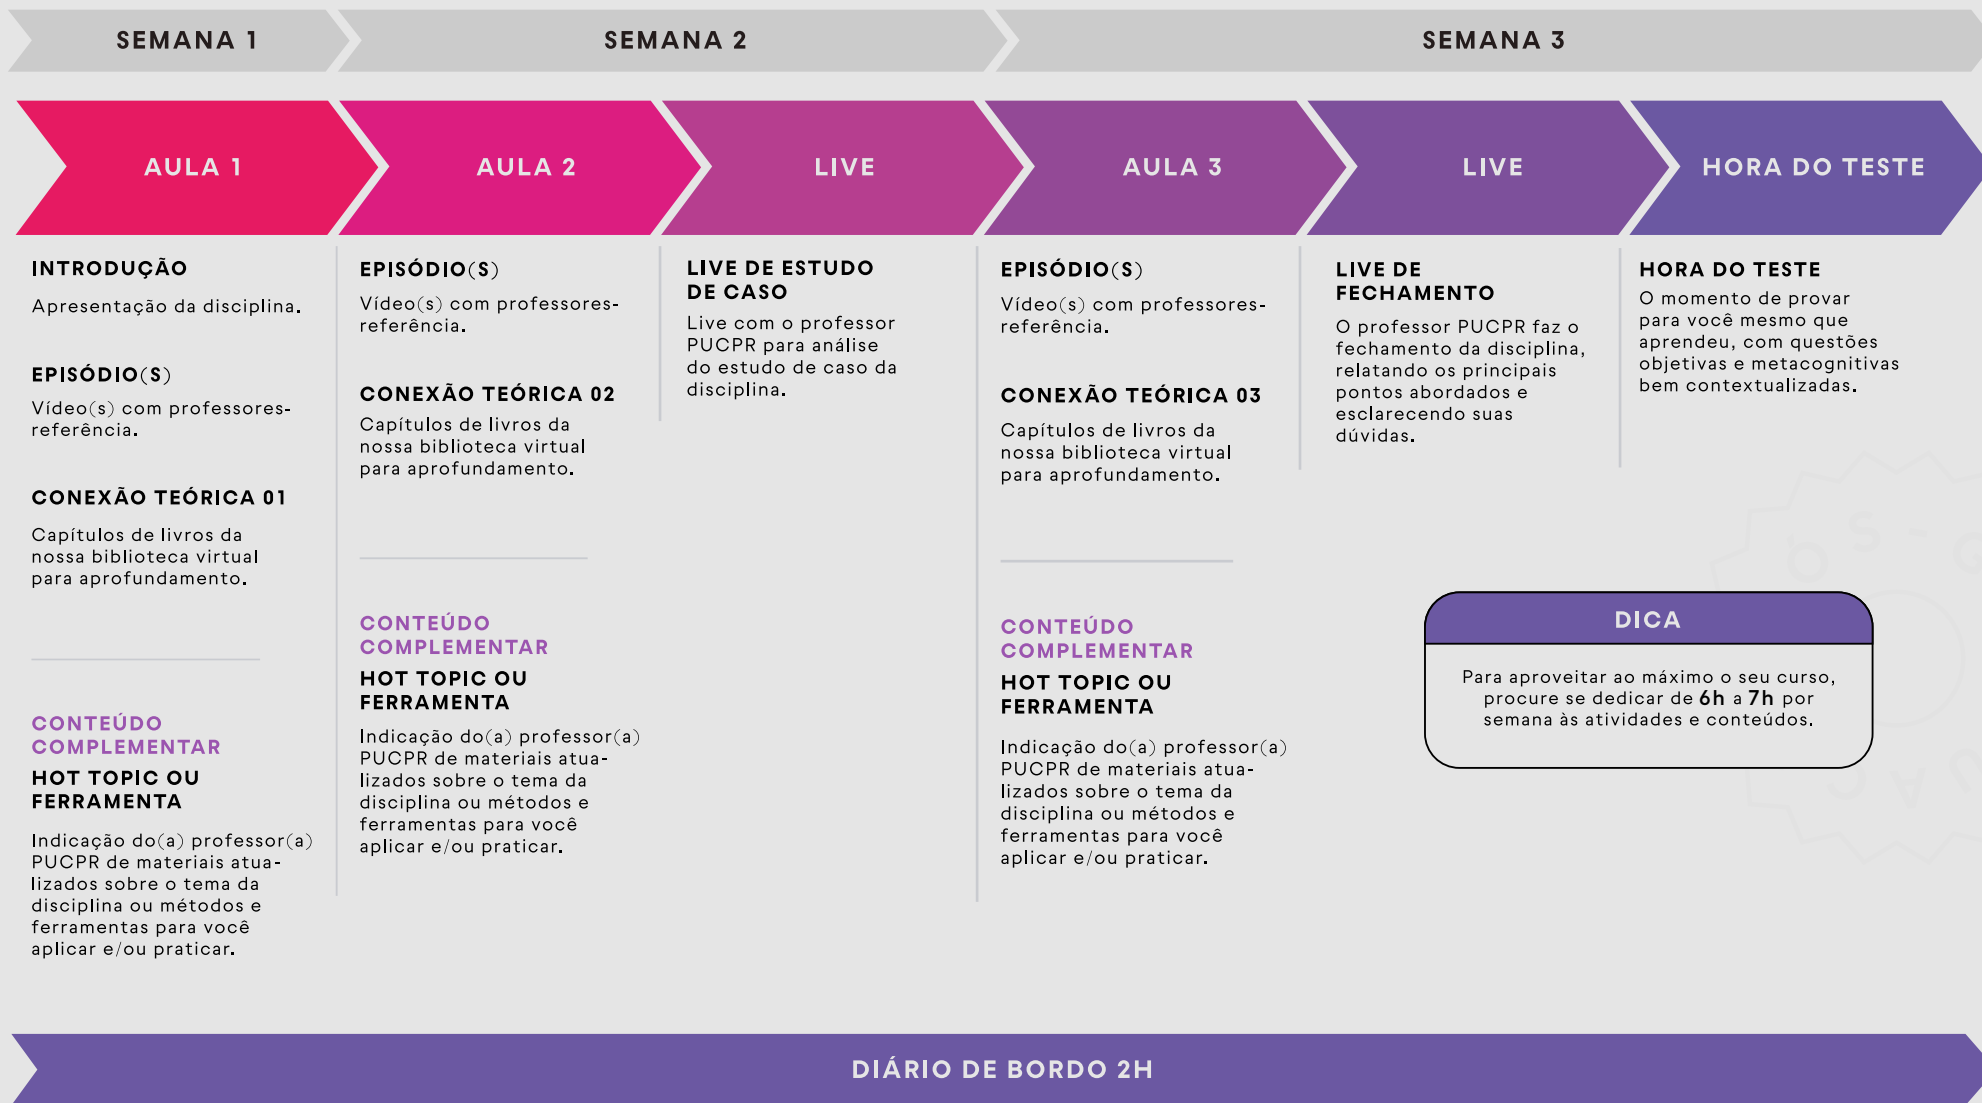 SEMANA 1
SEMANA 2
SEMANA 3
AULA 1
AULA 2
LIVE
AULA 3
LIVE
HORA DO TESTE
INTRODUÇÃO
Apresentação da disciplina.
EPISÓDIO(S)
Vídeo(s) com professores-
referência.
CONEXÃO TEÓRICA 01
Capítulos de livros da
nossa biblioteca virtual
para aprofundamento.
CONTEÚDO
COMPLEMENTAR
HOT TOPIC OU
FERRAMENTA
Indicação do(a) professor(a)
PUCPR de materiais atua-
lizados sobre o tema da
disciplina ou métodos e
ferramentas para você
aplicar e/ou praticar.
EPISÓDIO(S)
Vídeo(s) com professores-
referência.
CONEXÃO TEÓRICA 02
Capítulos de livros da
nossa biblioteca virtual
para aprofundamento.
CONTEÚDO
COMPLEMENTAR
HOT TOPIC OU
FERRAMENTA
Indicação do(a) professor(a)
PUCPR de materiais atua-
lizados sobre o tema da
disciplina ou métodos e
ferramentas para você
aplicar e/ou praticar.
LIVE DE ESTUDO
DE CASO
Live com o professor
PUCPR para análise
do estudo de caso da
disciplina.
EPISÓDIO(S)
Vídeo(s) com professores-
referência.
CONEXÃO TEÓRICA 03
Capítulos de livros da
nossa biblioteca virtual
para aprofundamento.
CONTEÚDO
COMPLEMENTAR
HOT TOPIC OU
FERRAMENTA
Indicação do(a) professor(a)
PUCPR de materiais atua-
lizados sobre o tema da
disciplina ou métodos e
ferramentas para você
aplicar e/ou praticar.
LIVE DE
FECHAMENTO
O professor PUCPR faz o
fechamento da disciplina,
relatando os principais
pontos abordados e
esclarecendo suas
dúvidas.
HORA DO TESTE
O momento de provar
para você mesmo que
aprendeu, com questões
objetivas e metacognitivas
bem contextualizadas.
DICA
Para aproveitar ao máximo o seu curso,
procure se dedicar de 6h a 7h por
semana às atividades e conteúdos.
DIÁRIO DE BORDO 2H